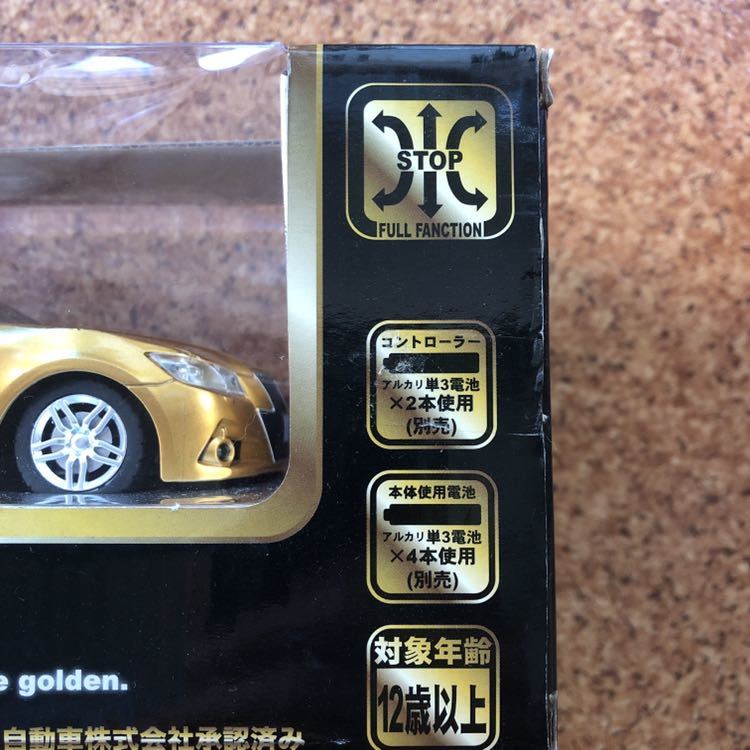 STOP
FULL FANCTION
コントローラー
アルカリ単3電池
×2本使用
(別売)
本体使用電池
アルカリ単3電池
×4本使用
(別売)
対象年齢
12歳以上
golden.
自動車株式会社承認済み